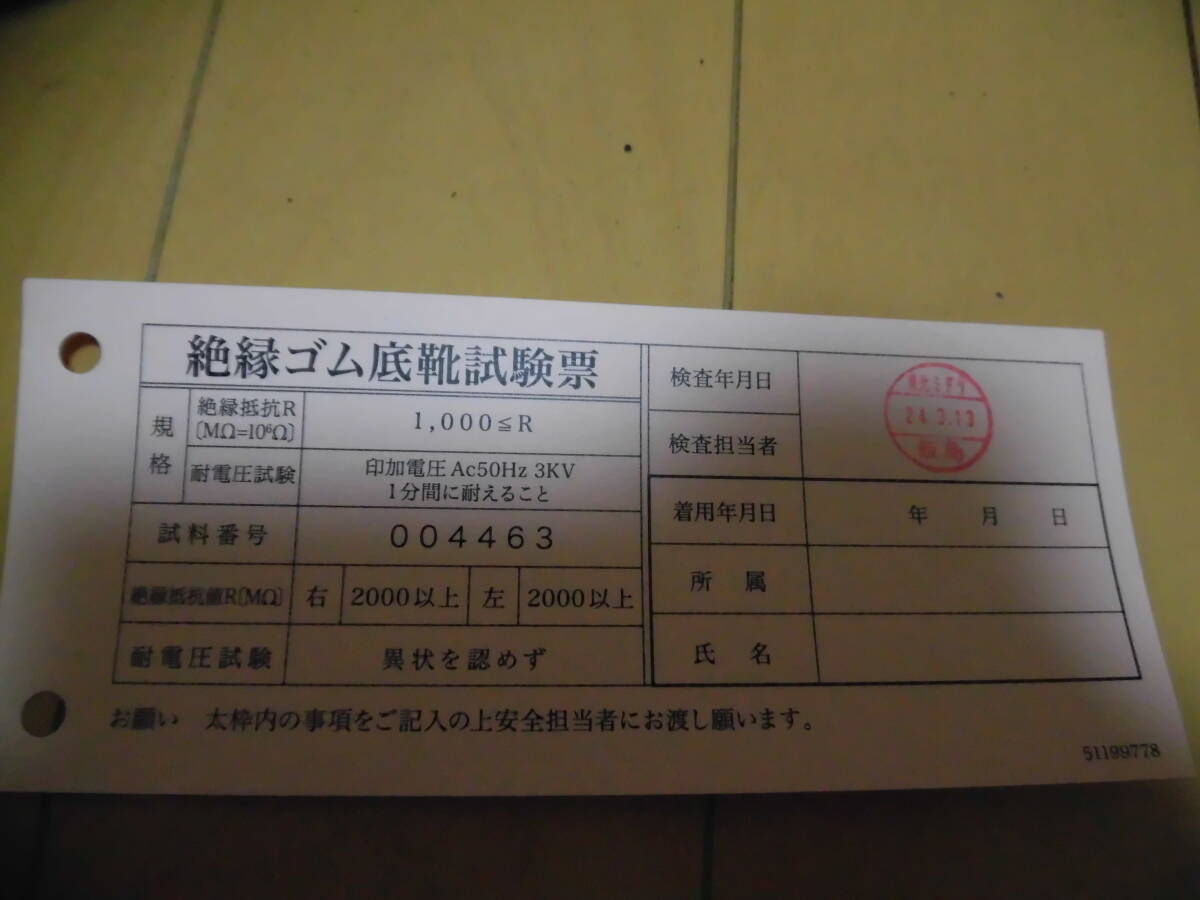 絶縁ゴム底靴試験票
規格
絶縁抵抗R
〔MΩ=10⁶Ω〕
1,000≦R
耐電圧試験
印加電圧 Ac50Hz 3KV
1分間に耐えること
試料番号
004463
絶縁抵抗値R〔MΩ〕
右 2000以上 左 2000以上
耐電圧試験
異状を認めず
検査年月日
検査担当者
ミドリ
24.3.13
着用年月日
年 月 日
所 属
氏 名
お願い 太枠内の事項をご記入の上安全担当者にお渡し願います。
51199778